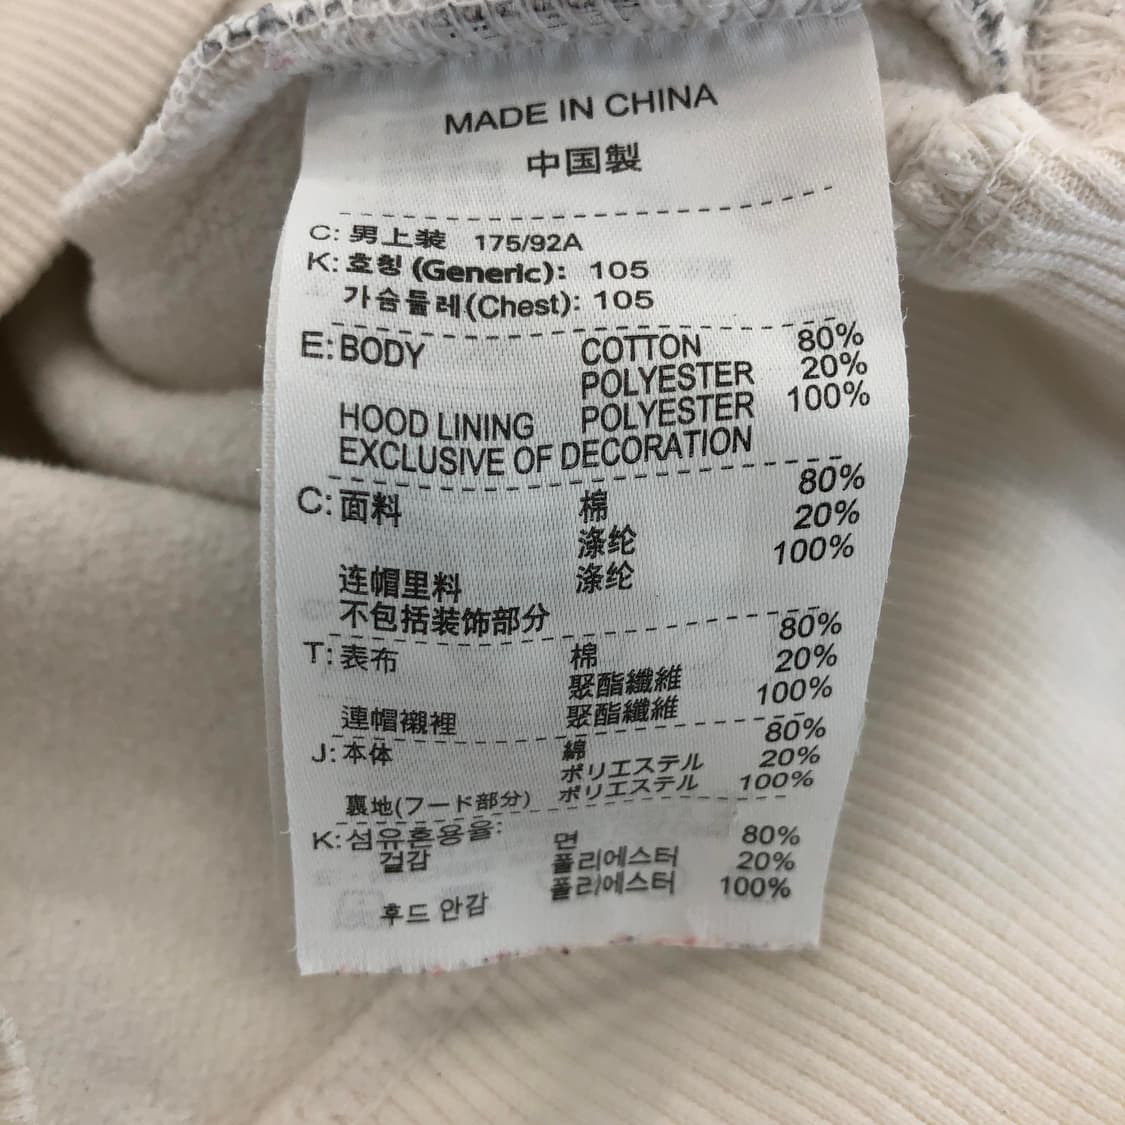 MADE IN CHINA
中国製
C: 男上装 175/92A
K: 호칭 (Generic): 105
가슴둘레(Chest): 105
E: BODY COTTON 80%
POLYESTER 20%
HOOD LINING POLYESTER 100%
EXCLUSIVE OF DECORATION
C: 面料 棉 80%
涤纶 20%
连帽里料 涤纶 100%
不包括装饰部分
T: 表布 棉 80%
聚酯纖維 20%
連帽襯裡 聚酯纖維 100%
J: 本体 綿 80%
ポリエステル 20%
裏地(フード部分) ポリエステル 100%
K: 섬유혼용율:
겉감 면 80%
폴리에스터 20%
후드 안감 폴리에스터 100%